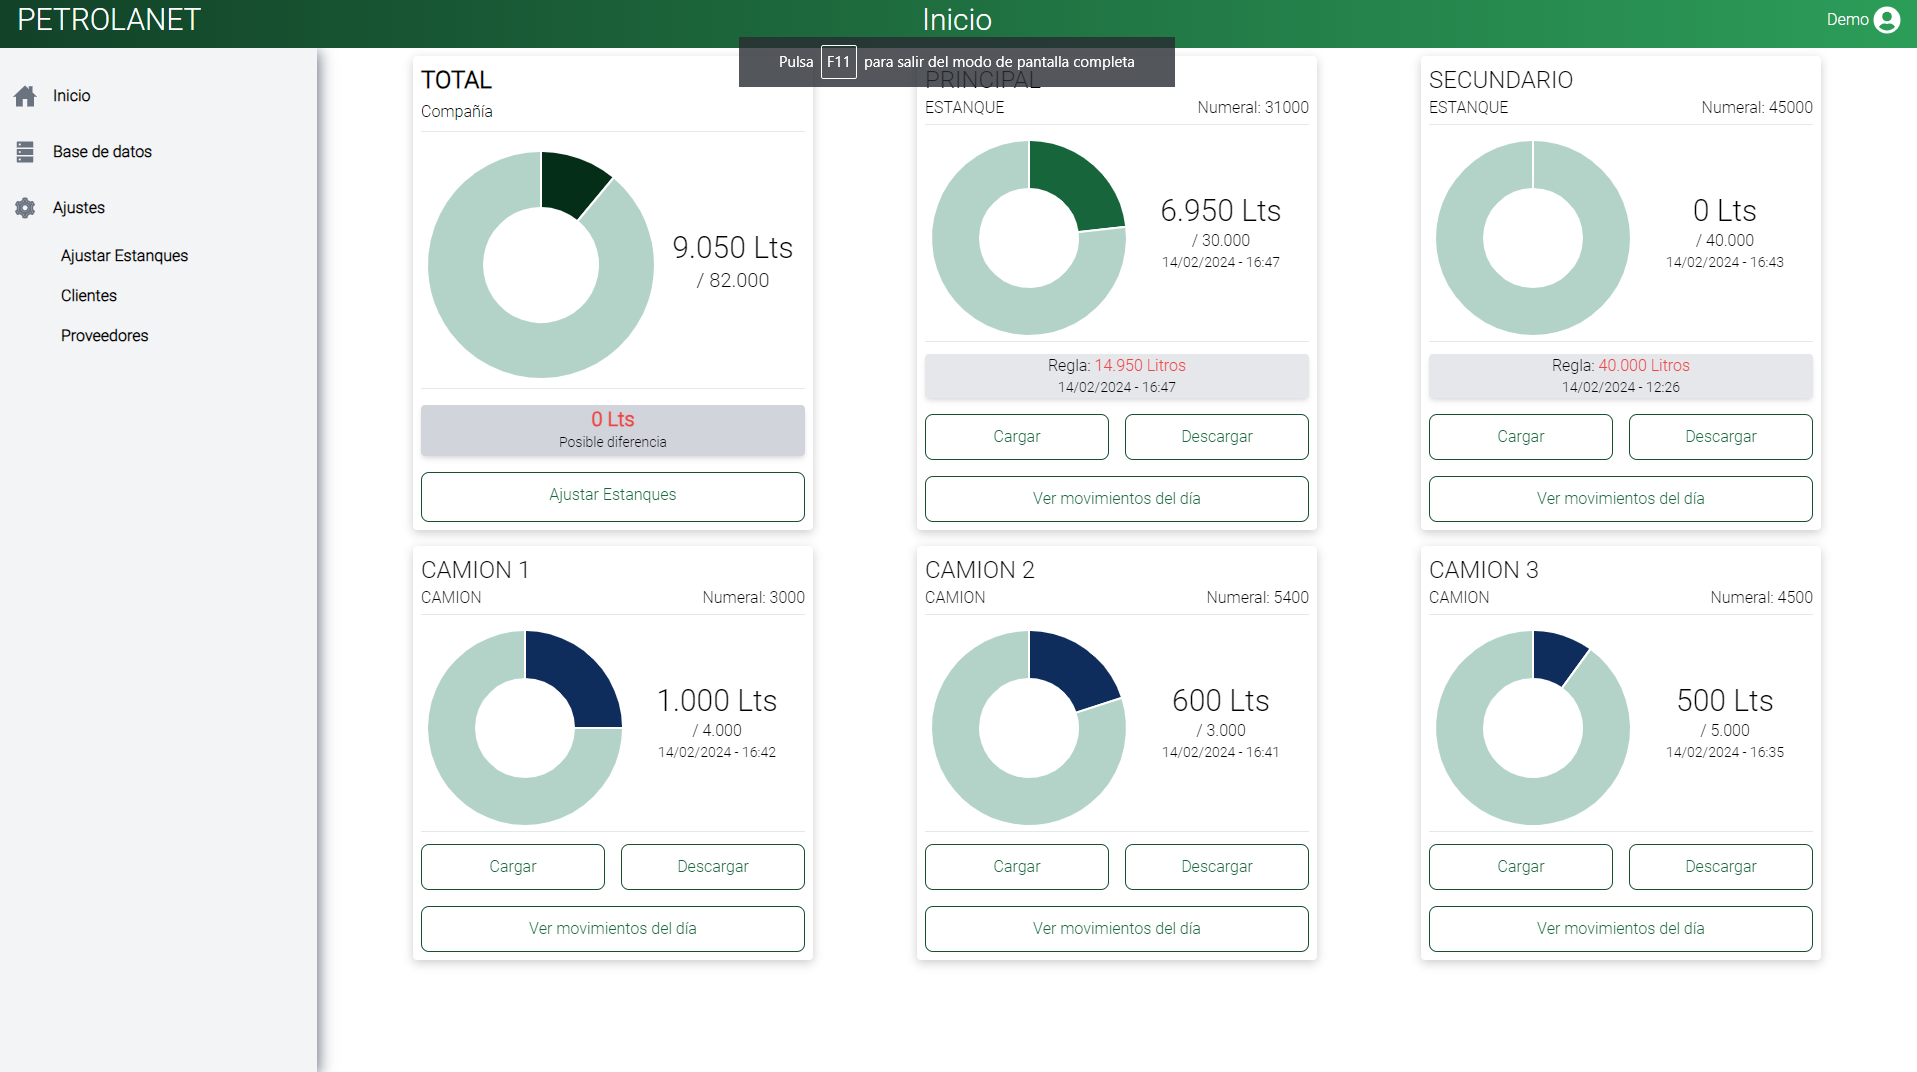 PETROLANET
Inicio
Demo
Pulsa F11 para salir del modo de pantalla completa
Inicio
Base de datos
Ajustes
Ajustar Estanques
Clientes
Proveedores
TOTAL
Compañía
9.050 Lts
/ 82.000
0 Lts
Posible diferencia
Ajustar Estanques
PRINCIPAL
ESTANQUE Numeral: 31000
6.950 Lts
/ 30.000
14/02/2024 - 16:47
Regla: 14.950 Litros
14/02/2024 - 16:47
Cargar Descargar
Ver movimientos del día
SECUNDARIO
ESTANQUE Numeral: 45000
0 Lts
/ 40.000
14/02/2024 - 16:43
Regla: 40.000 Litros
14/02/2024 - 12:26
Cargar Descargar
Ver movimientos del día
CAMION 1
CAMION Numeral: 3000
1.000 Lts
/ 4.000
14/02/2024 - 16:42
Cargar Descargar
Ver movimientos del día
CAMION 2
CAMION Numeral: 5400
600 Lts
/ 3.000
14/02/2024 - 16:41
Cargar Descargar
Ver movimientos del día
CAMION 3
CAMION Numeral: 4500
500 Lts
/ 5.000
14/02/2024 - 16:35
Cargar Descargar
Ver movimientos del día